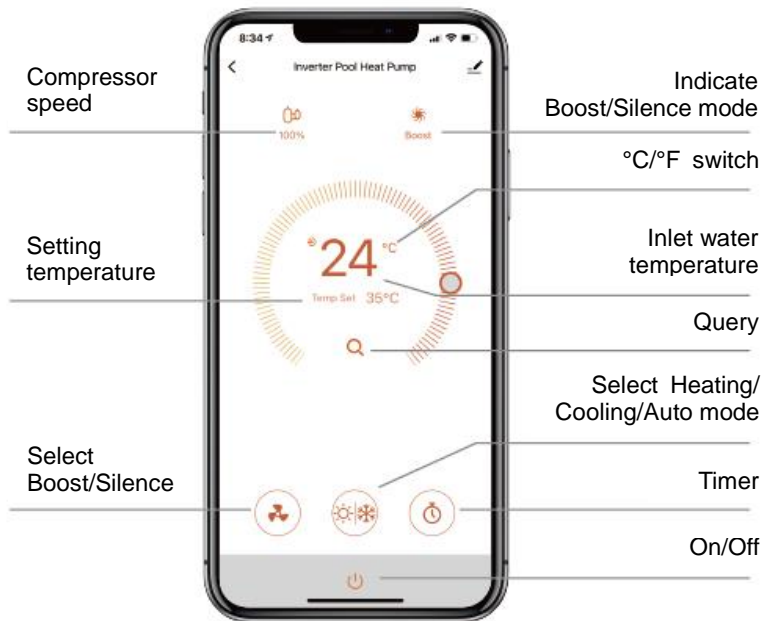 8:34
Inverter Pool Heat Pump
Compressor
speed
Indicate
Boost/Silence mode
100%
Boost
°C/°F switch
24 °C
Setting
temperature
Inlet water
temperature
Temp Set 35°C
Query
Select Heating/
Cooling/Auto mode
Select
Boost/Silence
Timer
On/Off